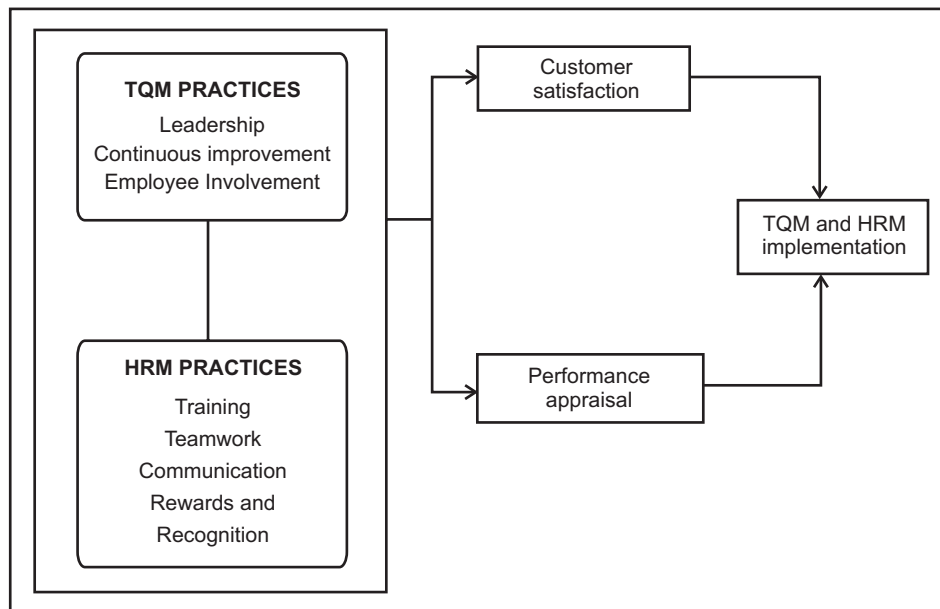 TQM PRACTICES
Leadership
Continuous improvement
Employee Involvement
HRM PRACTICES
Training
Teamwork
Communication
Rewards and
Recognition
Customer
satisfaction
Performance
appraisal
TQM and HRM
implementation